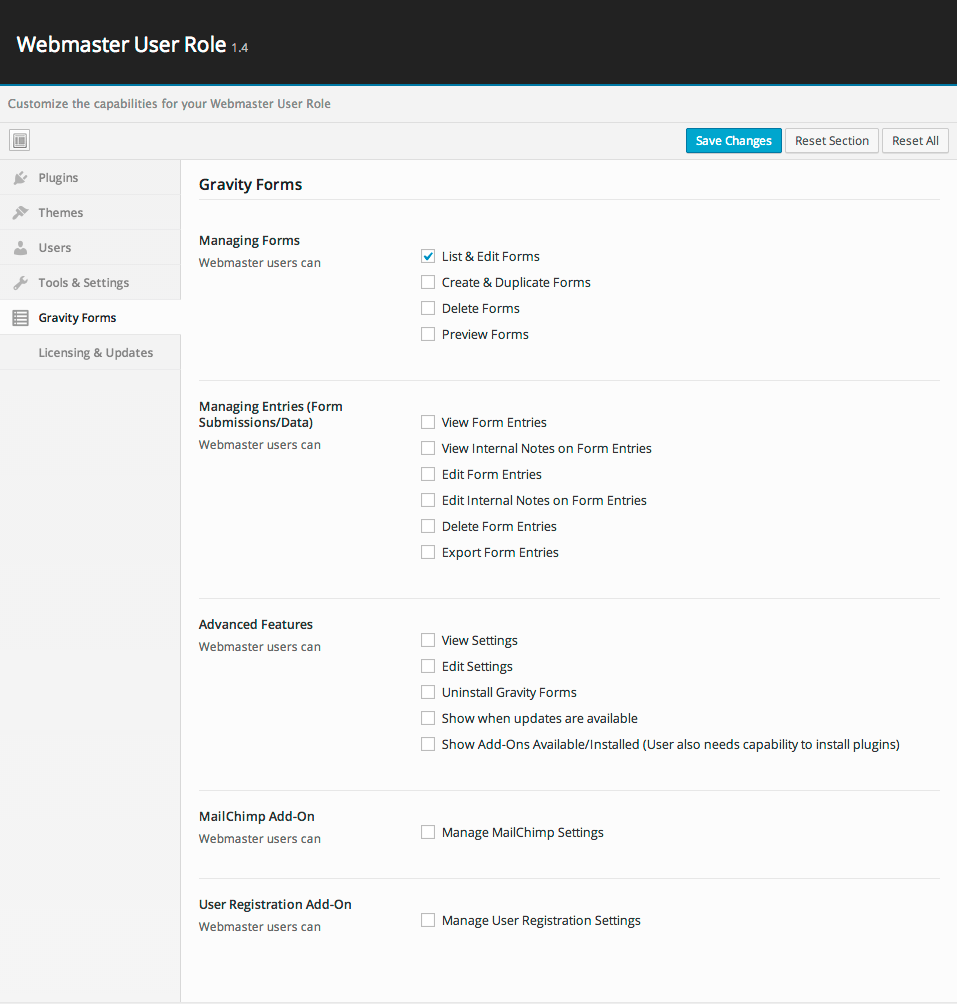 Webmaster User Role 1.4
Customize the capabilities for your Webmaster User Role
Save Changes
Reset Section
Reset All
Plugins
Themes
Users
Tools & Settings
Gravity Forms
Licensing & Updates
Gravity Forms
Managing Forms
Webmaster users can
List & Edit Forms
Create & Duplicate Forms
Delete Forms
Preview Forms
Managing Entries (Form
Submissions/Data)
Webmaster users can
View Form Entries
View Internal Notes on Form Entries
Edit Form Entries
Edit Internal Notes on Form Entries
Delete Form Entries
Export Form Entries
Advanced Features
Webmaster users can
View Settings
Edit Settings
Uninstall Gravity Forms
Show when updates are available
Show Add-Ons Available/Installed (User also needs capability to install plugins)
MailChimp Add-On
Webmaster users can
Manage MailChimp Settings
User Registration Add-On
Webmaster users can
Manage User Registration Settings